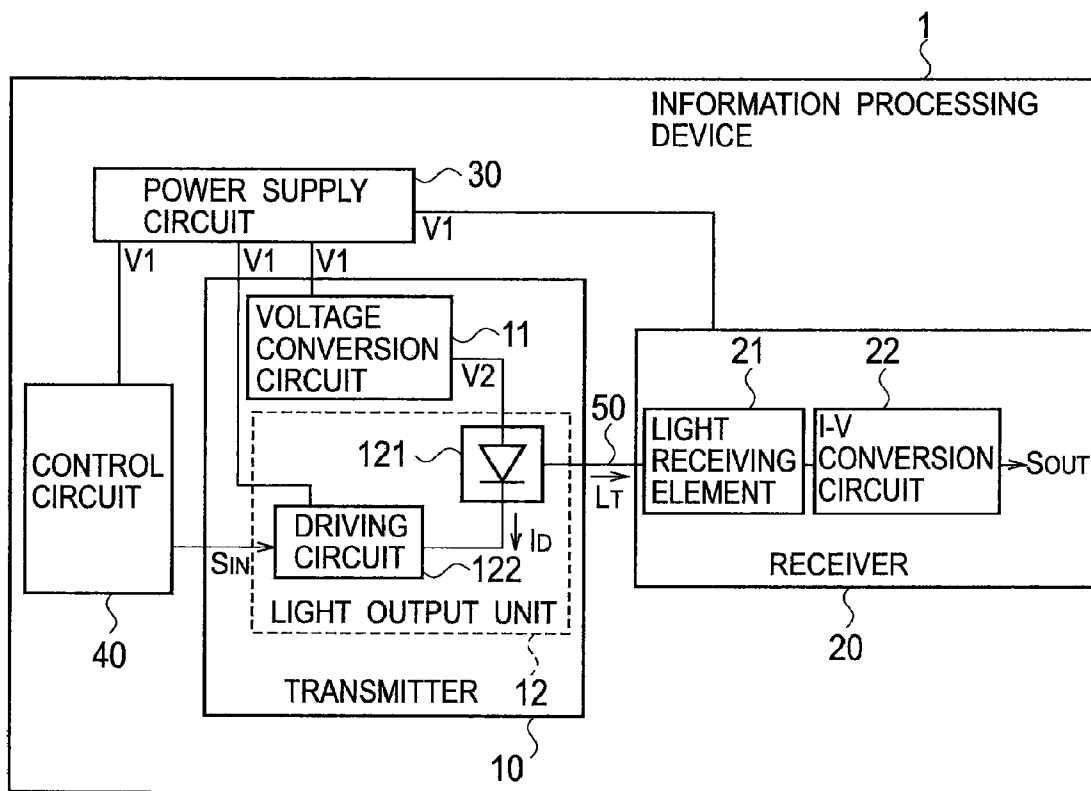 1
INFORMATION PROCESSING
DEVICE
POWER SUPPLY
CIRCUIT
30
V1
V1
V1
V1
VOLTAGE
CONVERSION
CIRCUIT
11
V2
21
22
50
CONTROL
CIRCUIT
121
LIGHT
RECEIVING
ELEMENT
I-V
CONVERSION
CIRCUIT
SOUT
LT
DRIVING
CIRCUIT
ID
SIN
122
RECEIVER
LIGHT OUTPUT UNIT
40
20
TRANSMITTER
12
10